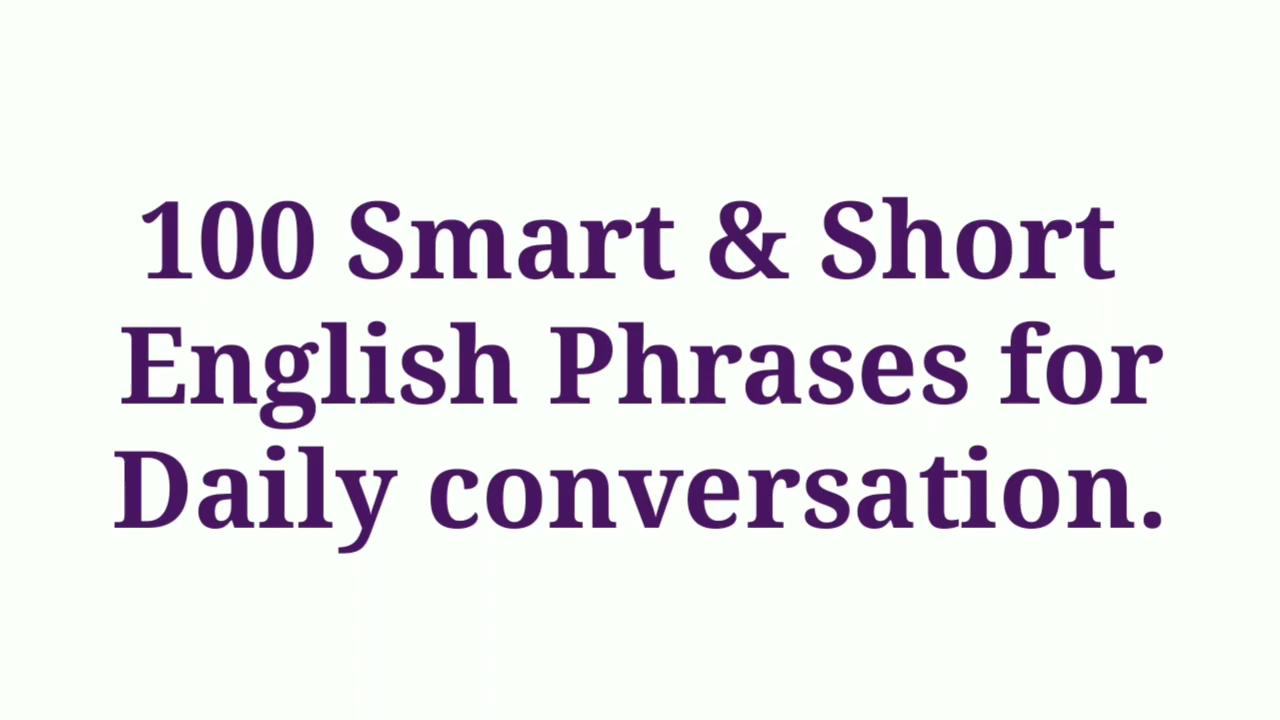 100 Smart & Short
English Phrases for
Daily conversation.